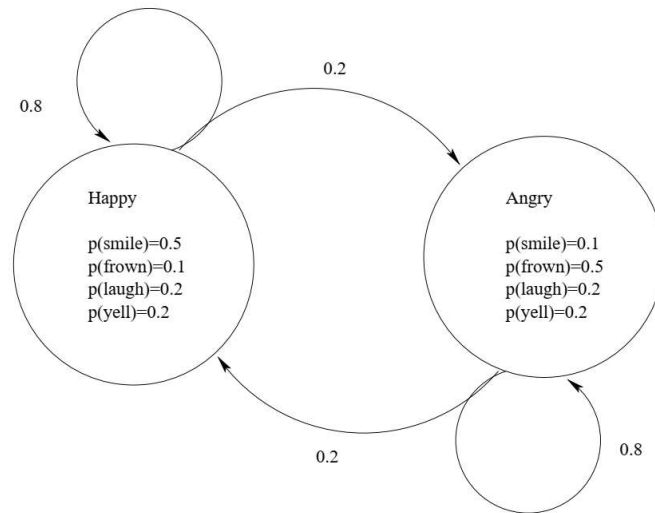 0.8
0.2
Happy
p(smile)=0.5
p(frown)=0.1
p(laugh)=0.2
p(yell)=0.2
Angry
p(smile)=0.1
p(frown)=0.5
p(laugh)=0.2
p(yell)=0.2
0.2
0.8